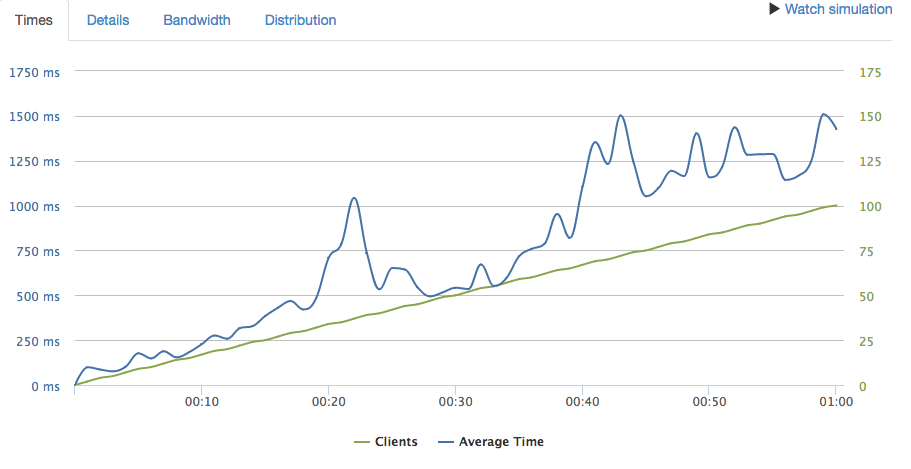 Times Details Bandwidth Distribution ▶ Watch simulation
1750 ms 175
1500 ms 150
1250 ms 125
1000 ms 100
750 ms 75
500 ms 50
250 ms 25
0 ms 0
00:10 00:20 00:30 00:40 00:50 01:00
Clients Average Time